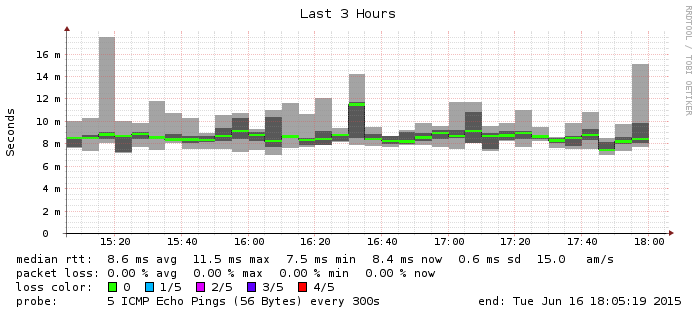 Last 3 Hours
RRDTOOL / TOBI OETIKER
Seconds
16 m
14 m
12 m
10 m
8 m
6 m
4 m
2 m
0
15:20 15:40 16:00 16:20 16:40 17:00 17:20 17:40 18:00
median rtt: 8.6 ms avg 11.5 ms max 7.5 ms min 8.4 ms now 0.6 ms sd 15.0 am/s
packet loss: 0.00 % avg 0.00 % max 0.00 % min 0.00 % now
loss color: 0 1/5 2/5 3/5 4/5
probe: 5 ICMP Echo Pings (56 Bytes) every 300s end: Tue Jun 16 18:05:19 2015